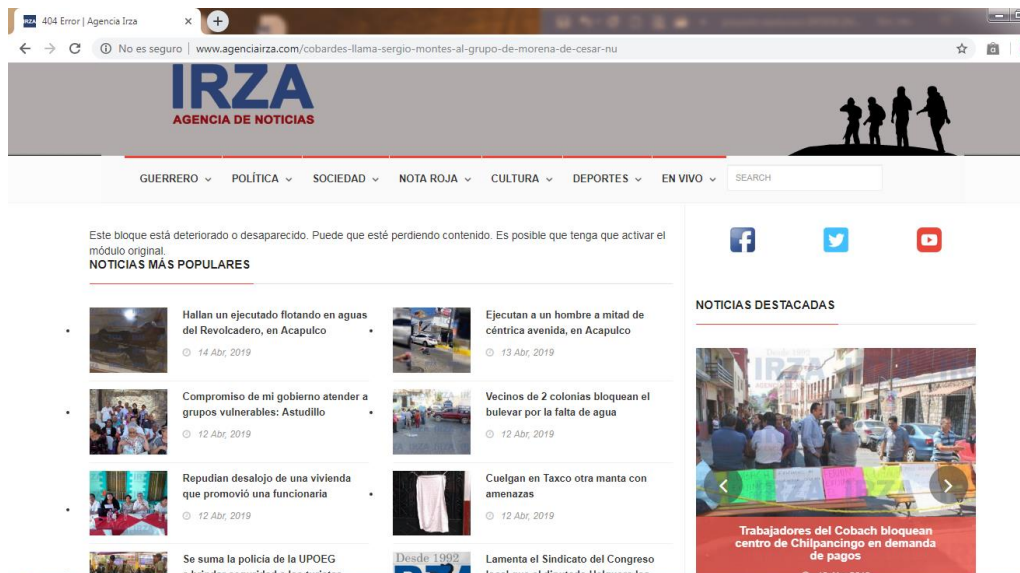 404 Error | Agencia Irza
No es seguro | www.agenciairza.com/cobardes-llama-sergio-montes-al-grupo-de-morena-de-cesar-nu
IRZA
AGENCIA DE NOTICIAS
GUERRERO POLÍTICA SOCIEDAD NOTA ROJA CULTURA DEPORTES EN VIVO SEARCH
Este bloque está deteriorado o desaparecido. Puede que esté perdiendo contenido. Es posible que tenga que activar el
módulo original.
NOTICIAS MÁS POPULARES
Hallan un ejecutado flotando en aguas
del Revolcadero, en Acapulco
14 Abr, 2019
Ejecutan a un hombre a mitad de
céntrica avenida, en Acapulco
13 Abr, 2019
Compromiso de mi gobierno atender a
grupos vulnerables: Astudillo
12 Abr, 2019
Vecinos de 2 colonias bloquean el
bulevar por la falta de agua
12 Abr, 2019
Repudian desalojo de una vivienda
que promovió una funcionaria
12 Abr, 2019
Cuelgan en Taxco otra manta con
amenazas
12 Abr, 2019
Se suma la policía de la UPOEG
Desde 1992
Lamenta el Sindicato del Congreso
NOTICIAS DESTACADAS
Desde 1992
IRZA
Trabajadores del Cobach bloquean
centro de Chilpancingo en demanda
de pagos